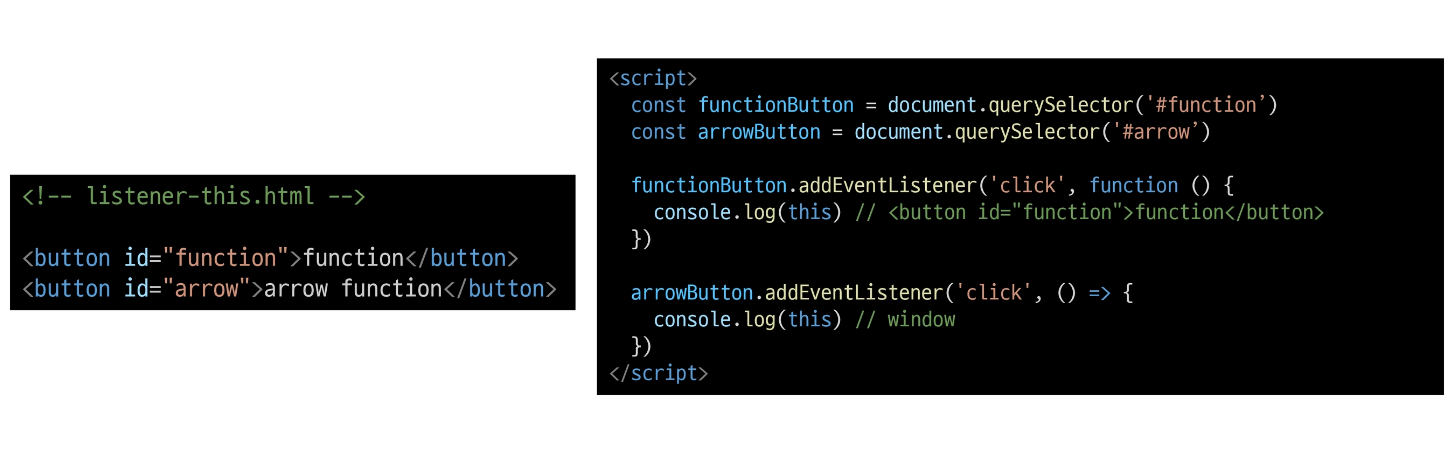 <!-- listener-this.html -->
<button id="function">function</button>
<button id="arrow">arrow function</button>
<script>
const functionButton = document.querySelector('#function’)
const arrowButton = document.querySelector('#arrow’)
functionButton.addEventListener('click', function () {
console.log(this) // <button id="function">function</button>
})
arrowButton.addEventListener('click', () => {
console.log(this) // window
})
</script>